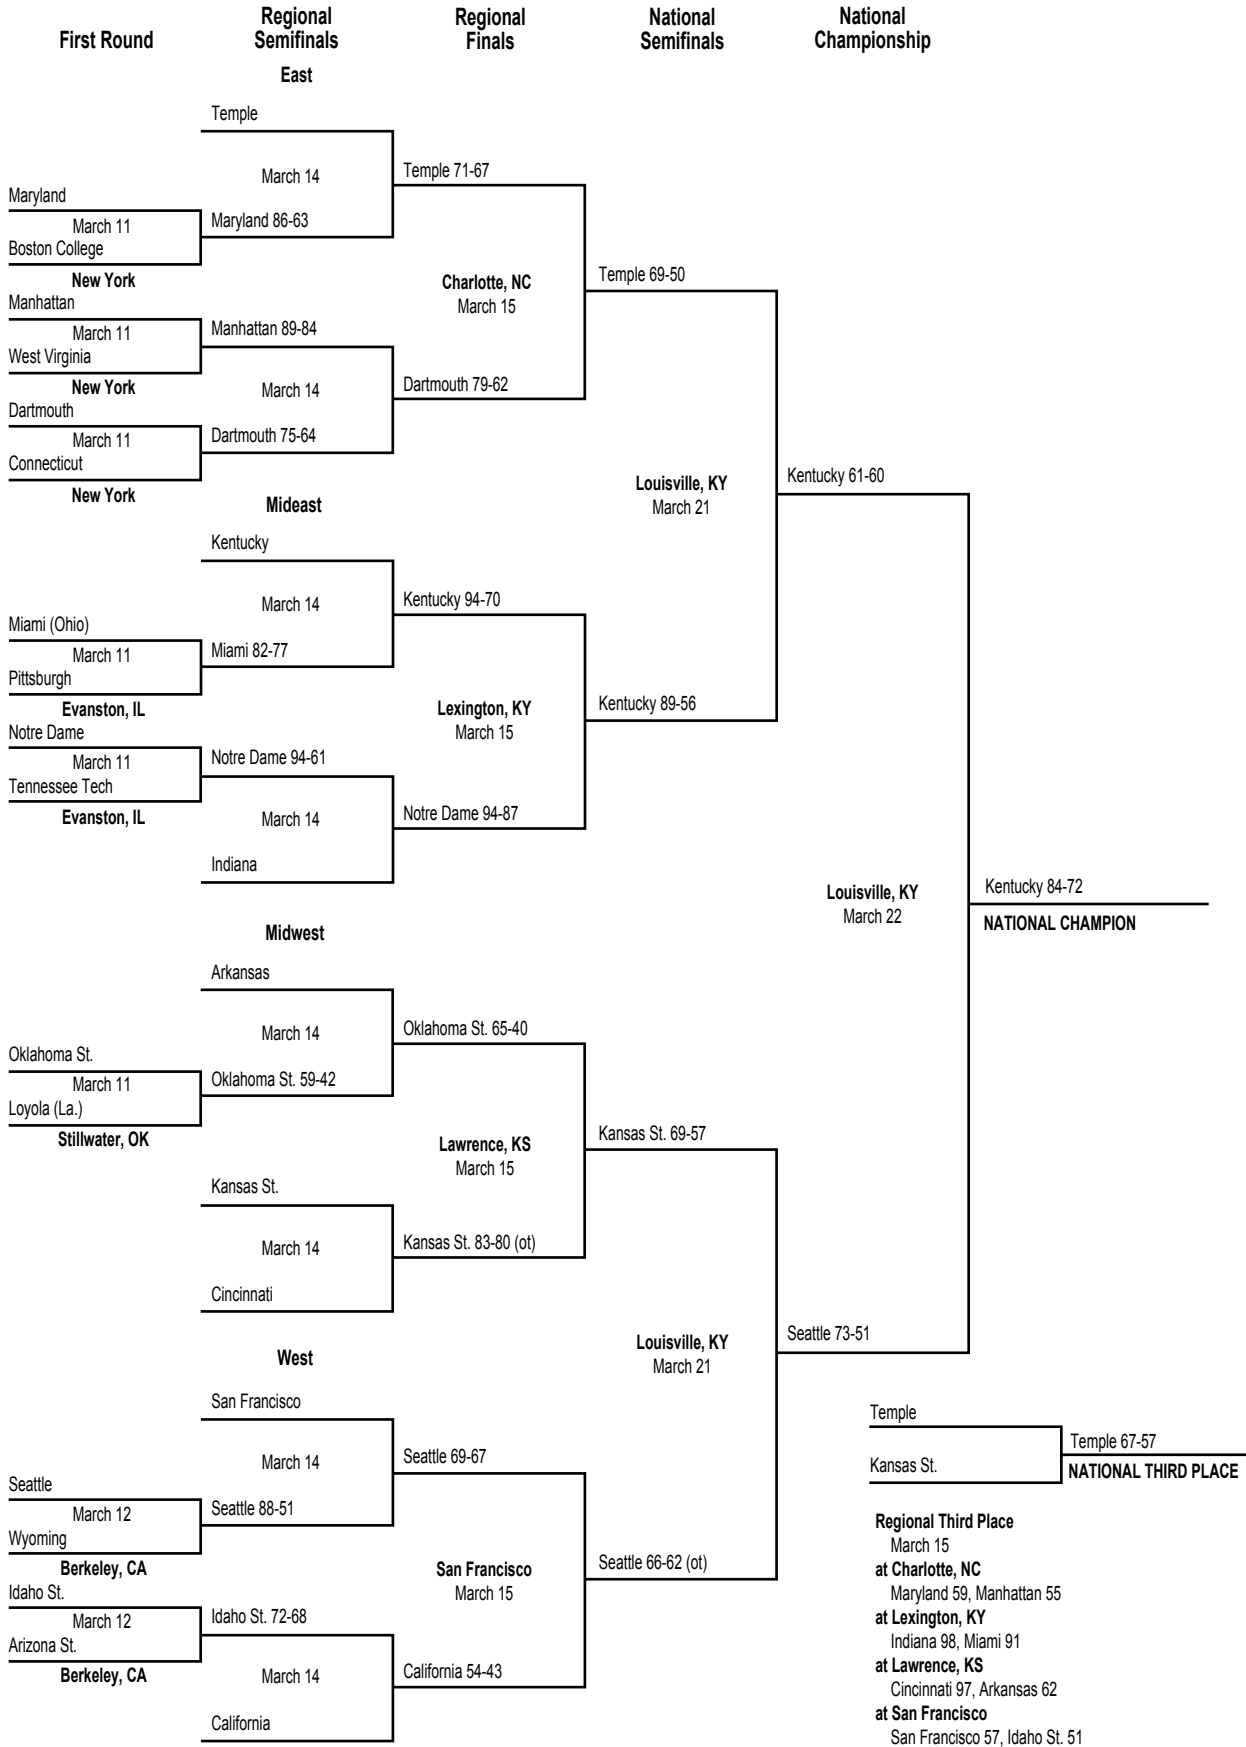 First Round
Regional
Semifinals
Regional
Finals
National
Semifinals
National
Championship
East
Temple
March 14
Temple 71-67
Maryland
March 11
Maryland 86-63
Boston College
New York
Charlotte, NC
March 15
Temple 69-50
Manhattan
March 11
Manhattan 89-84
West Virginia
New York
March 14
Dartmouth 79-62
Dartmouth
March 11
Dartmouth 75-64
Connecticut
New York
Louisville, KY
March 21
Kentucky 61-60
Mideast
Kentucky
March 14
Kentucky 94-70
Miami (Ohio)
March 11
Miami 82-77
Pittsburgh
Evanston, IL
Lexington, KY
March 15
Kentucky 89-56
Notre Dame
March 11
Notre Dame 94-61
Tennessee Tech
Evanston, IL
March 14
Notre Dame 94-87
Indiana
Louisville, KY
March 22
Kentucky 84-72
NATIONAL CHAMPION
Midwest
Arkansas
March 14
Oklahoma St. 65-40
Oklahoma St.
March 11
Oklahoma St. 59-42
Loyola (La.)
Stillwater, OK
Lawrence, KS
March 15
Kansas St. 69-57
Kansas St.
March 14
Kansas St. 83-80 (ot)
Cincinnati
Louisville, KY
March 21
Seattle 73-51
West
San Francisco
March 14
Seattle 69-67
Seattle
March 12
Seattle 88-51
Wyoming
Berkeley, CA
San Francisco
March 15
Seattle 66-62 (ot)
Idaho St.
March 12
Idaho St. 72-68
Arizona St.
Berkeley, CA
March 14
California 54-43
California
Temple
Temple 67-57
Kansas St.
NATIONAL THIRD PLACE
Regional Third Place
March 15
at Charlotte, NC
Maryland 59, Manhattan 55
at Lexington, KY
Indiana 98, Miami 91
at Lawrence, KS
Cincinnati 97, Arkansas 62
at San Francisco
San Francisco 57, Idaho St. 51